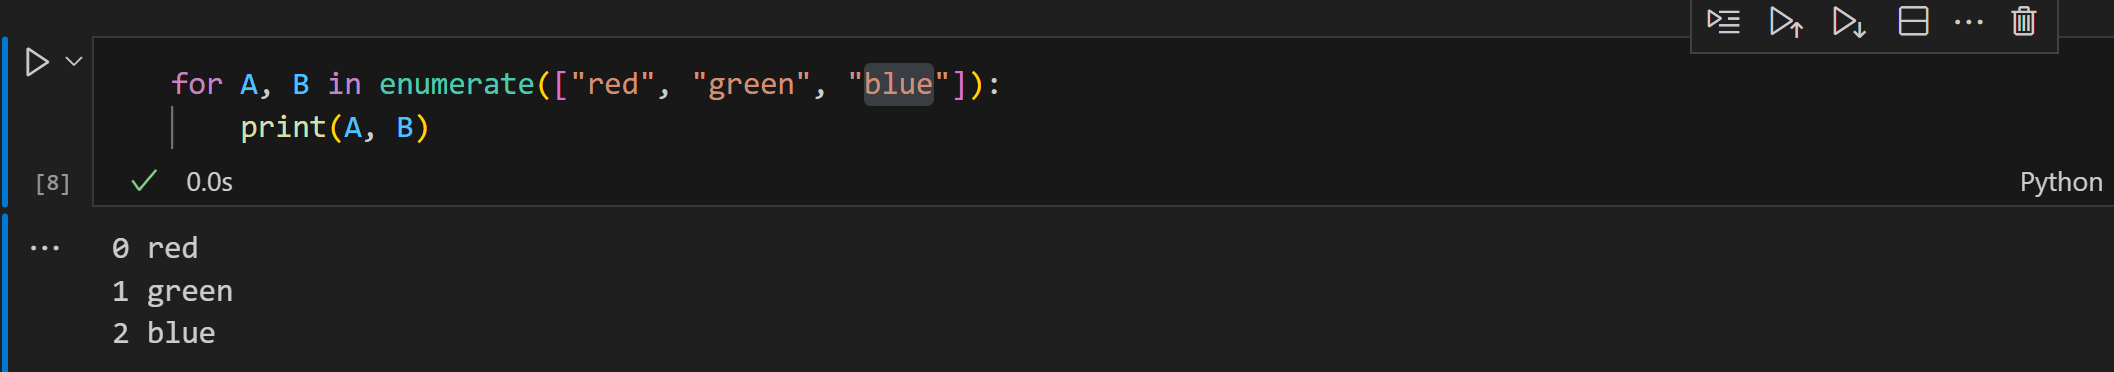 for A, B in enumerate(["red", "green", "blue"]):
    print(A, B)
[8] 0.0s Python
0 red
1 green
2 blue